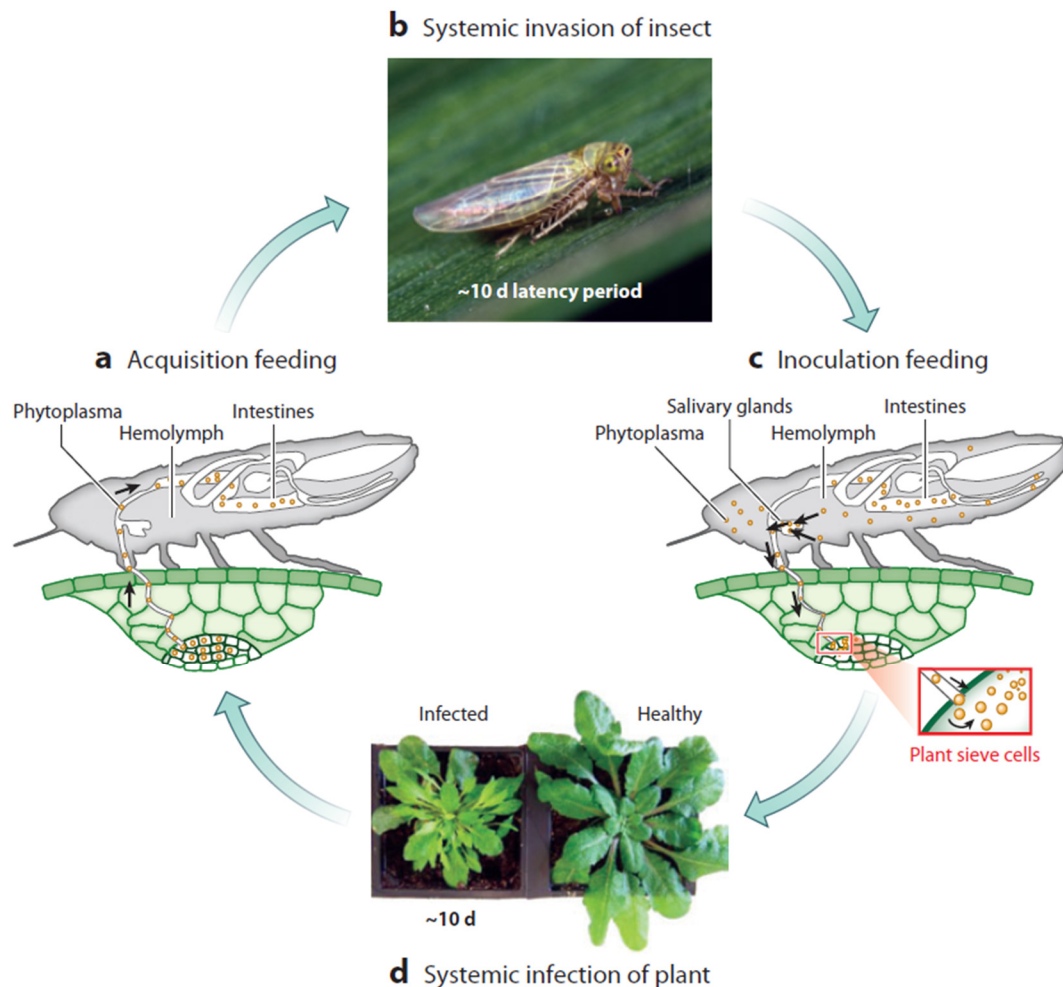 b Systemic invasion of insect
~10 d latency period
a Acquisition feeding
Phytoplasma
Hemolymph
Intestines
c Inoculation feeding
Salivary glands
Phytoplasma
Hemolymph
Intestines
Plant sieve cells
Infected
Healthy
~10 d
d Systemic infection of plant